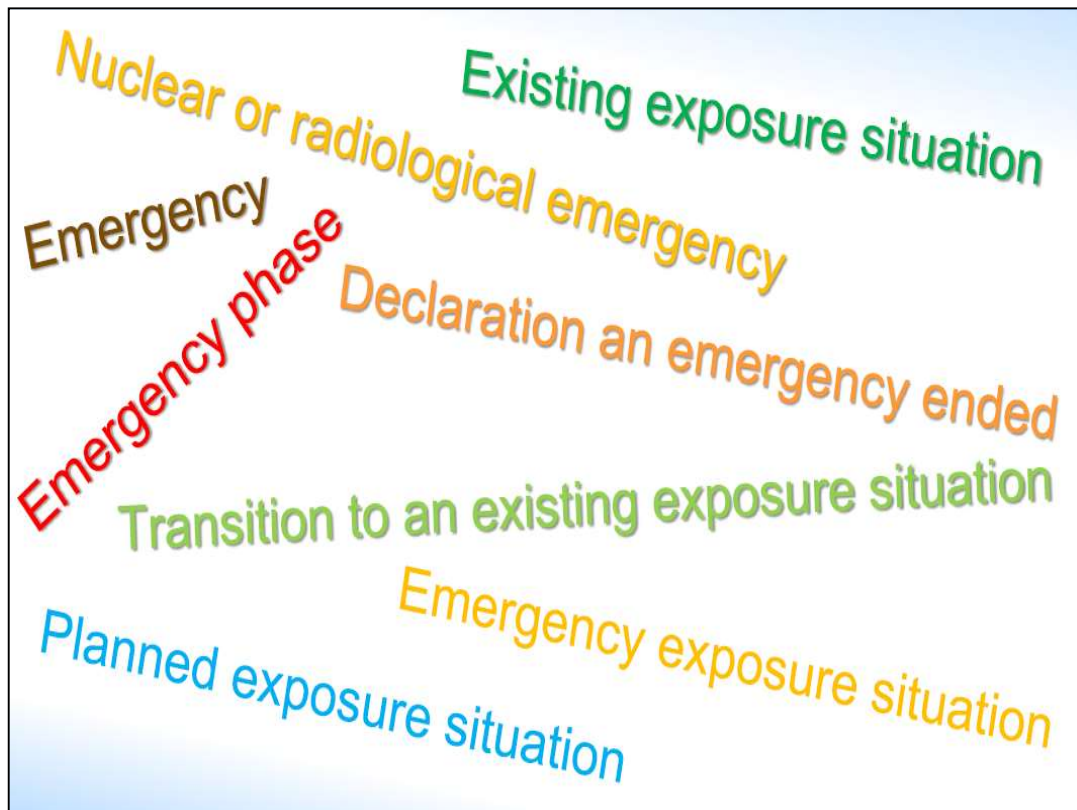 Nuclear or radiological emergency
Existing exposure situation
Emergency
Emergency phase
Declaration an emergency ended
Transition to an existing exposure situation
Emergency exposure situation
Planned exposure situation